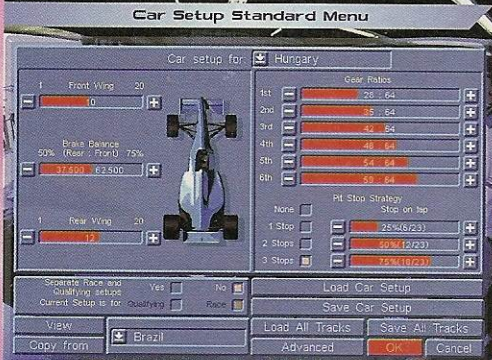 Car Setup Standard Menu
Car setup for: Hungary
1 Front Wing 20
10
Brake Balance
50% (Rear : Front) 75%
37.500 : 62.500
1 Rear Wing 20
12
Gear Ratios
1st 28 : 64
2nd 35 : 64
3rd 42 : 64
4th 48 : 64
5th 54 : 64
6th 59 : 64
Pit Stop Strategy
Stop on lap
None
1 Stop 25%(6/23)
2 Stops 50%(12/23)
3 Stops 75%(18/23)
Separate Race and
Qualifying setups Yes No
Current Setup is for Qualifying Race
View
Copy from Brazil
Load Car Setup
Save Car Setup
Load All Tracks Save All Tracks
Advanced OK Cancel